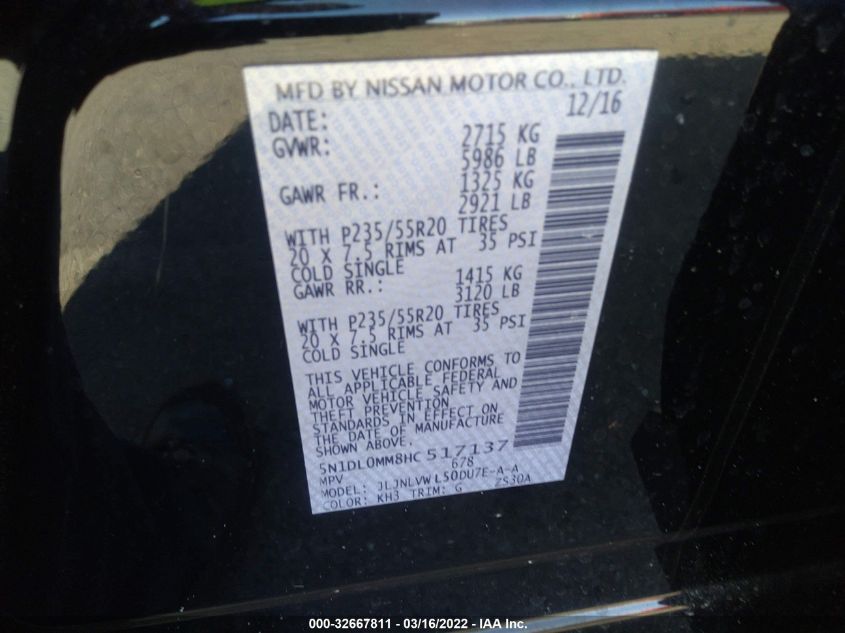 MFD BY NISSAN MOTOR CO., LTD.
DATE: 12/16
GVWR: 2715 KG
5986 LB
GAWR FR.: 1325 KG
2921 LB
WITH P235/55R20 TIRES
20 X 7.5 RIMS AT 35 PSI
COLD SINGLE
GAWR RR.: 1415 KG
3120 LB
WITH P235/55R20 TIRES
20 X 7.5 RIMS AT 35 PSI
COLD SINGLE
THIS VEHICLE CONFORMS TO
ALL APPLICABLE FEDERAL
MOTOR VEHICLE SAFETY AND
THEFT PREVENTION
STANDARDS IN EFFECT ON
THE DATE OF MANUFACTURE
SHOWN ABOVE.
5N1DL0MM8HC517137
MPV 678
MODEL: JLJNLVWL50DU7E-A-A
COLOR: KH3 TRIM: G ZS30A
000-32667811 - 03/16/2022 - IAA Inc.